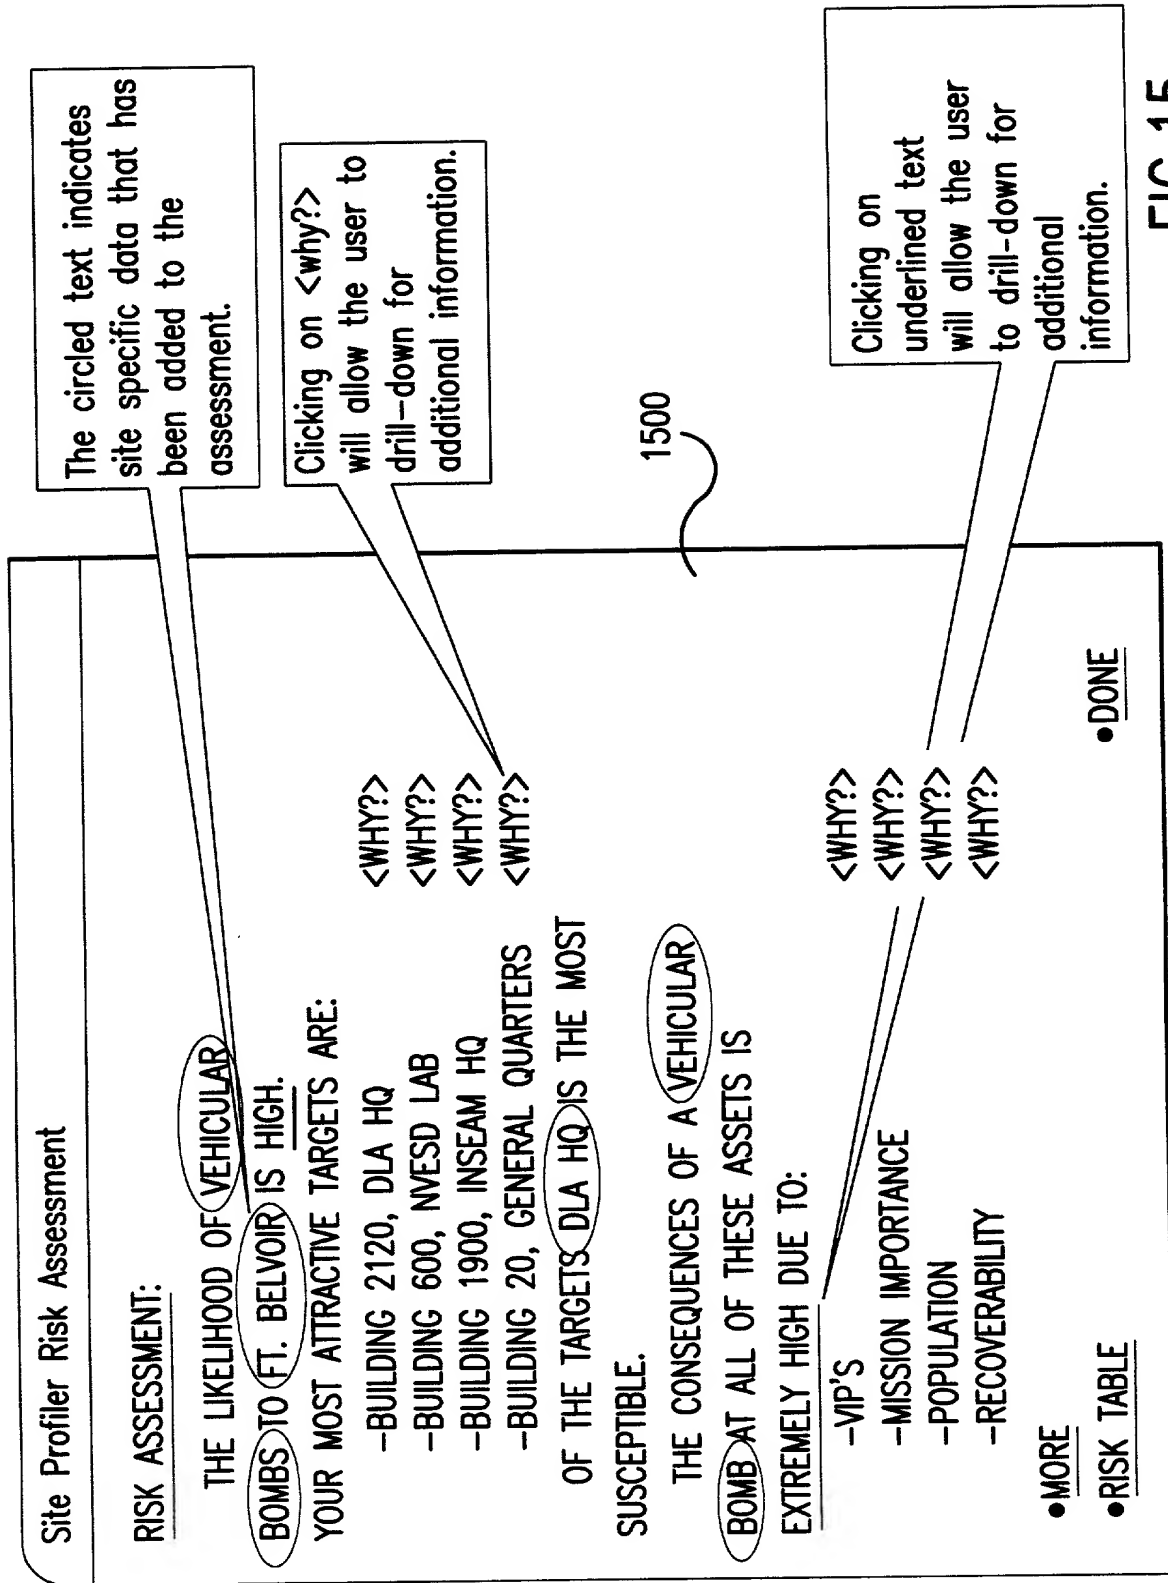 Site Profiler Risk Assessment
RISK ASSESSMENT:
THE LIKELIHOOD OF VEHICULAR
BOMBS TO FT. BELVOIR IS HIGH.
YOUR MOST ATTRACTIVE TARGETS ARE:
-BUILDING 2120, DLA HQ <WHY?>
-BUILDING 600, NVESD LAB <WHY?>
-BUILDING 1900, INSEAM HQ <WHY?>
-BUILDING 20, GENERAL QUARTERS <WHY?>
OF THE TARGETS DLA HQ IS THE MOST
SUSCEPTIBLE.
THE CONSEQUENCES OF A VEHICULAR
BOMB AT ALL OF THESE ASSETS IS
EXTREMELY HIGH DUE TO:
-VIP'S <WHY?>
-MISSION IMPORTANCE <WHY?>
-POPULATION <WHY?>
-RECOVERABILITY <WHY?>
•MORE
•RISK TABLE
•DONE
The circled text indicates
site specific data that has
been added to the
assessment.
Clicking on <why?>
will allow the user to
drill-down for
additional information.
1500
Clicking on
underlined text
will allow the user
to drill-down for
additional
information.
FIG.15